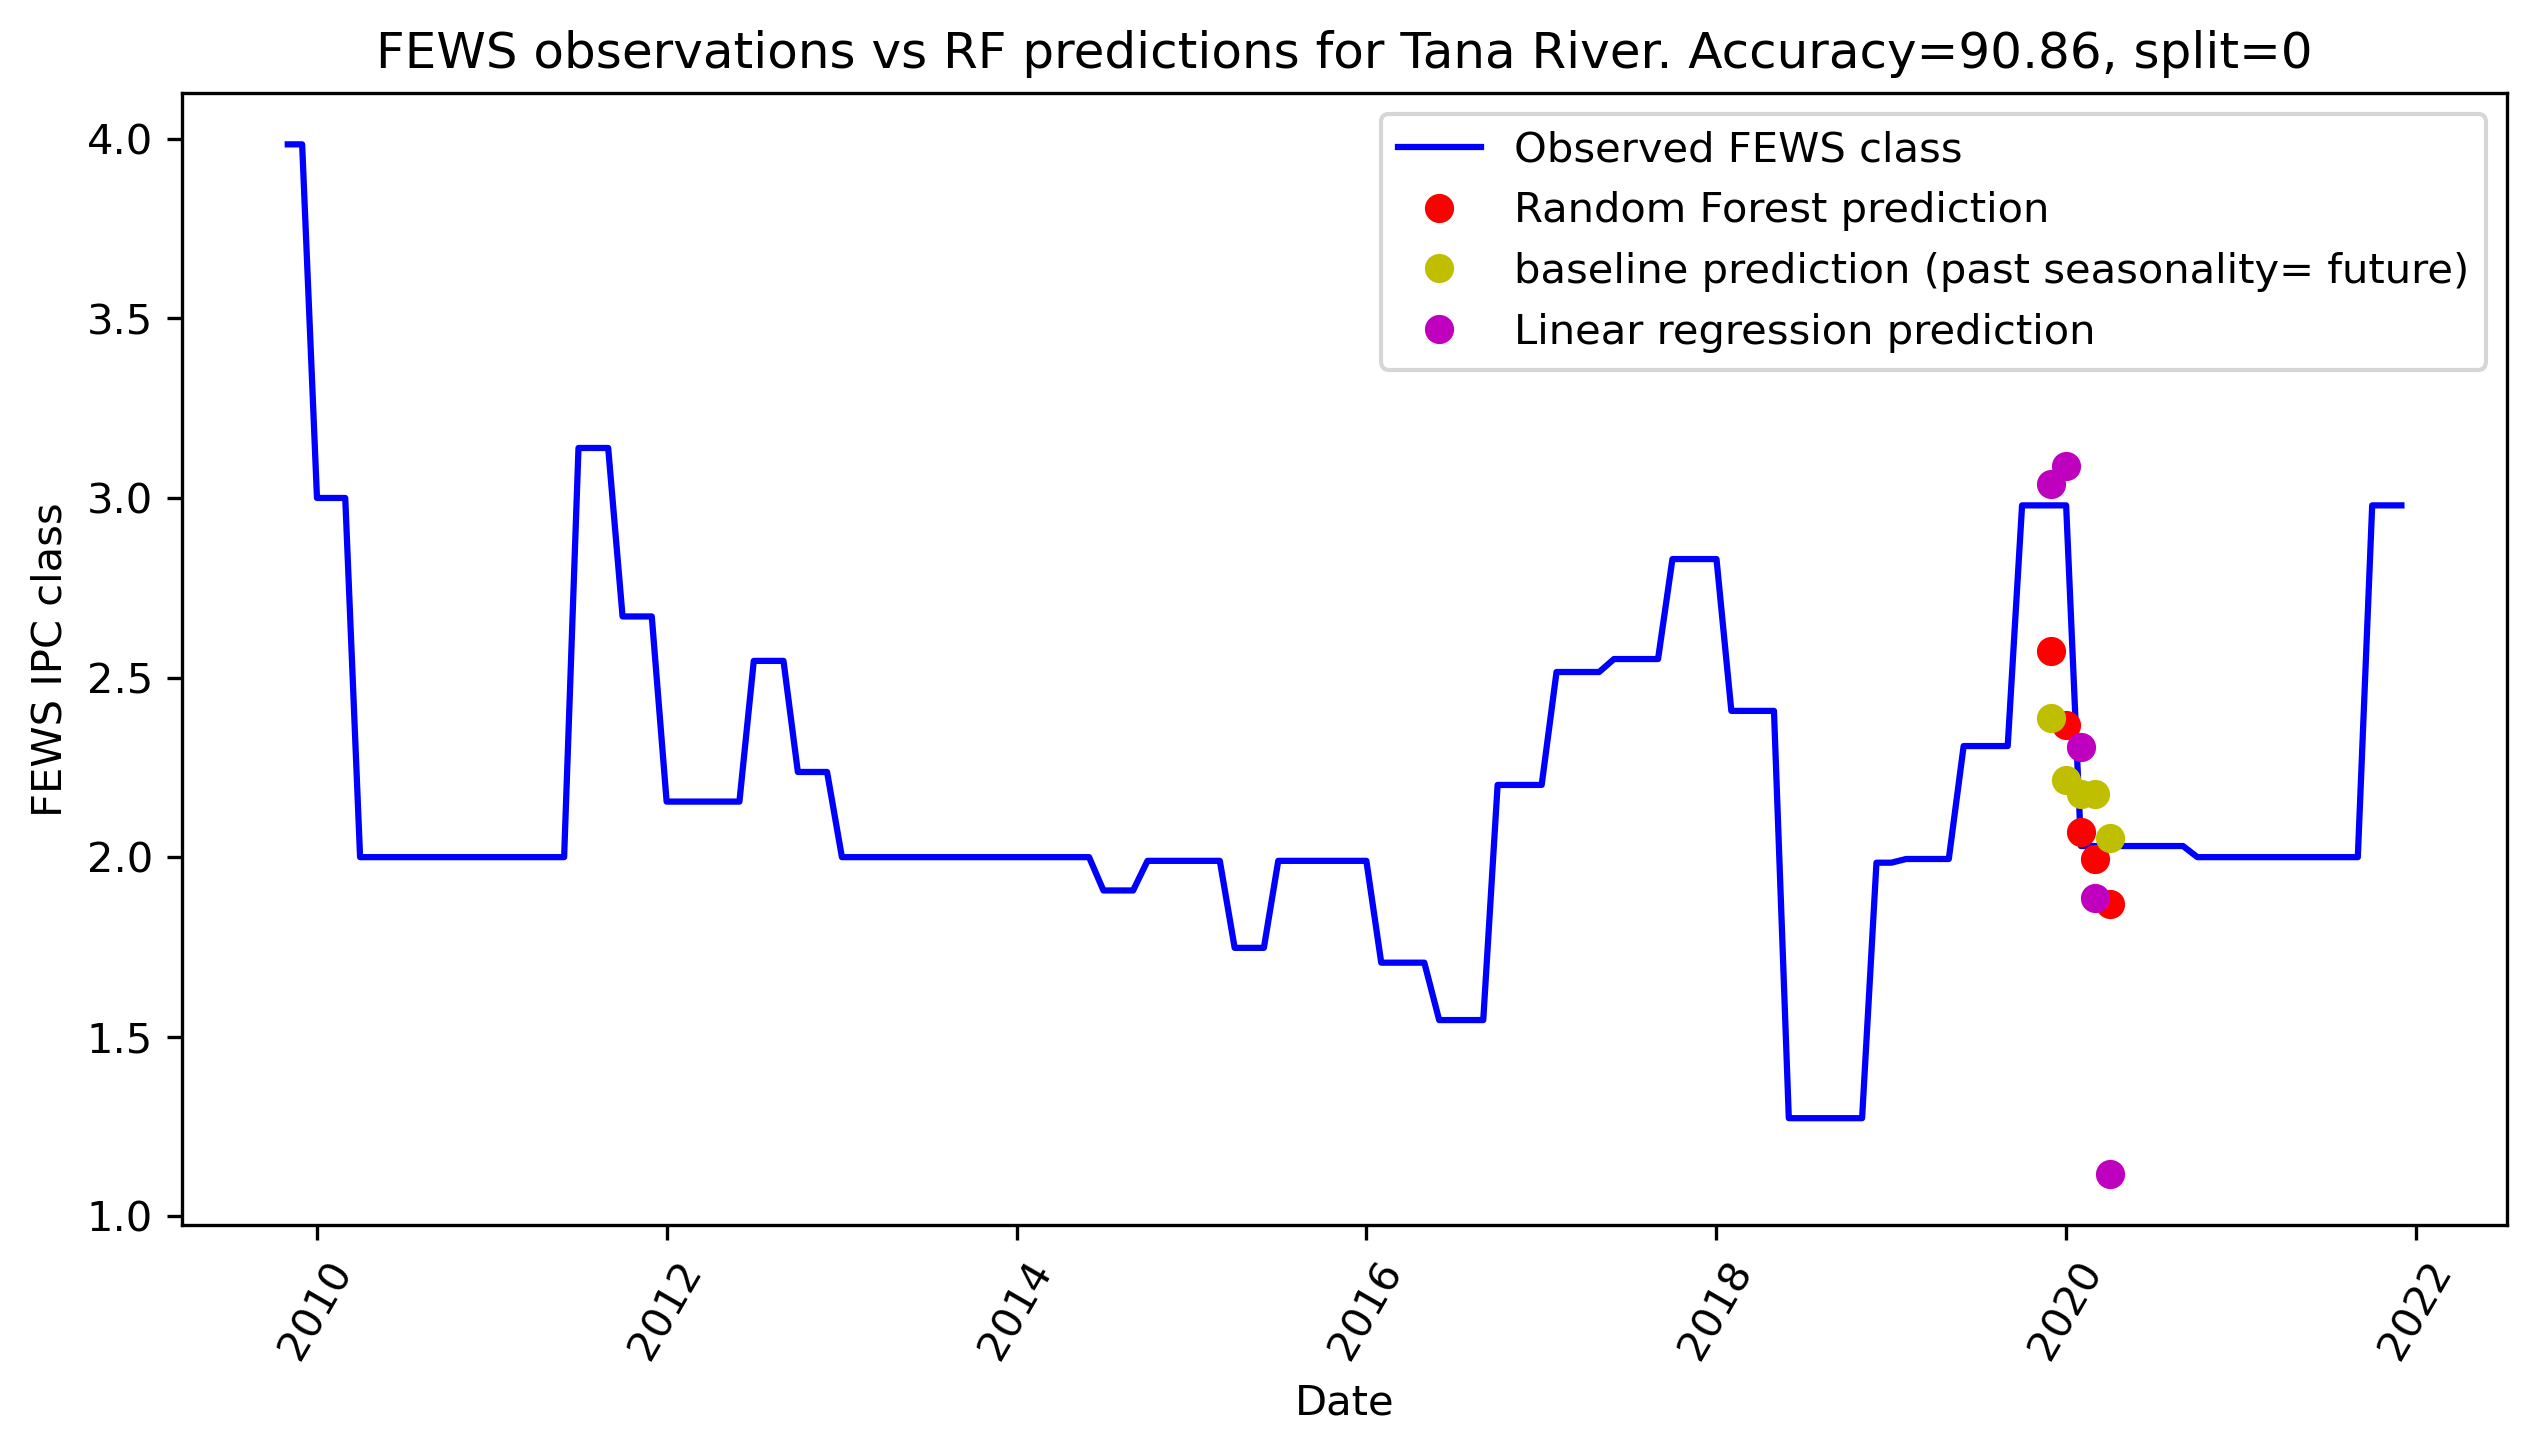 FEWS observations vs RF predictions for Tana River. Accuracy=90.86, split=0
Observed FEWS class
Random Forest prediction
baseline prediction (past seasonality= future)
Linear regression prediction
FEWS IPC class
4.0
3.5
3.0
2.5
2.0
1.5
1.0
2010
2012
2014
2016
2018
2020
2022
Date